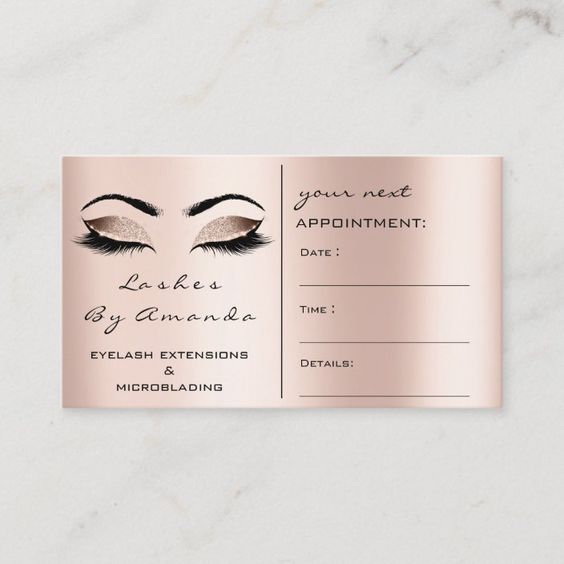 Lashes
By Amanda
EYELASH EXTENSIONS
&
MICROBLADING
your next
APPOINTMENT:
DATE :
TIME :
DETAILS: